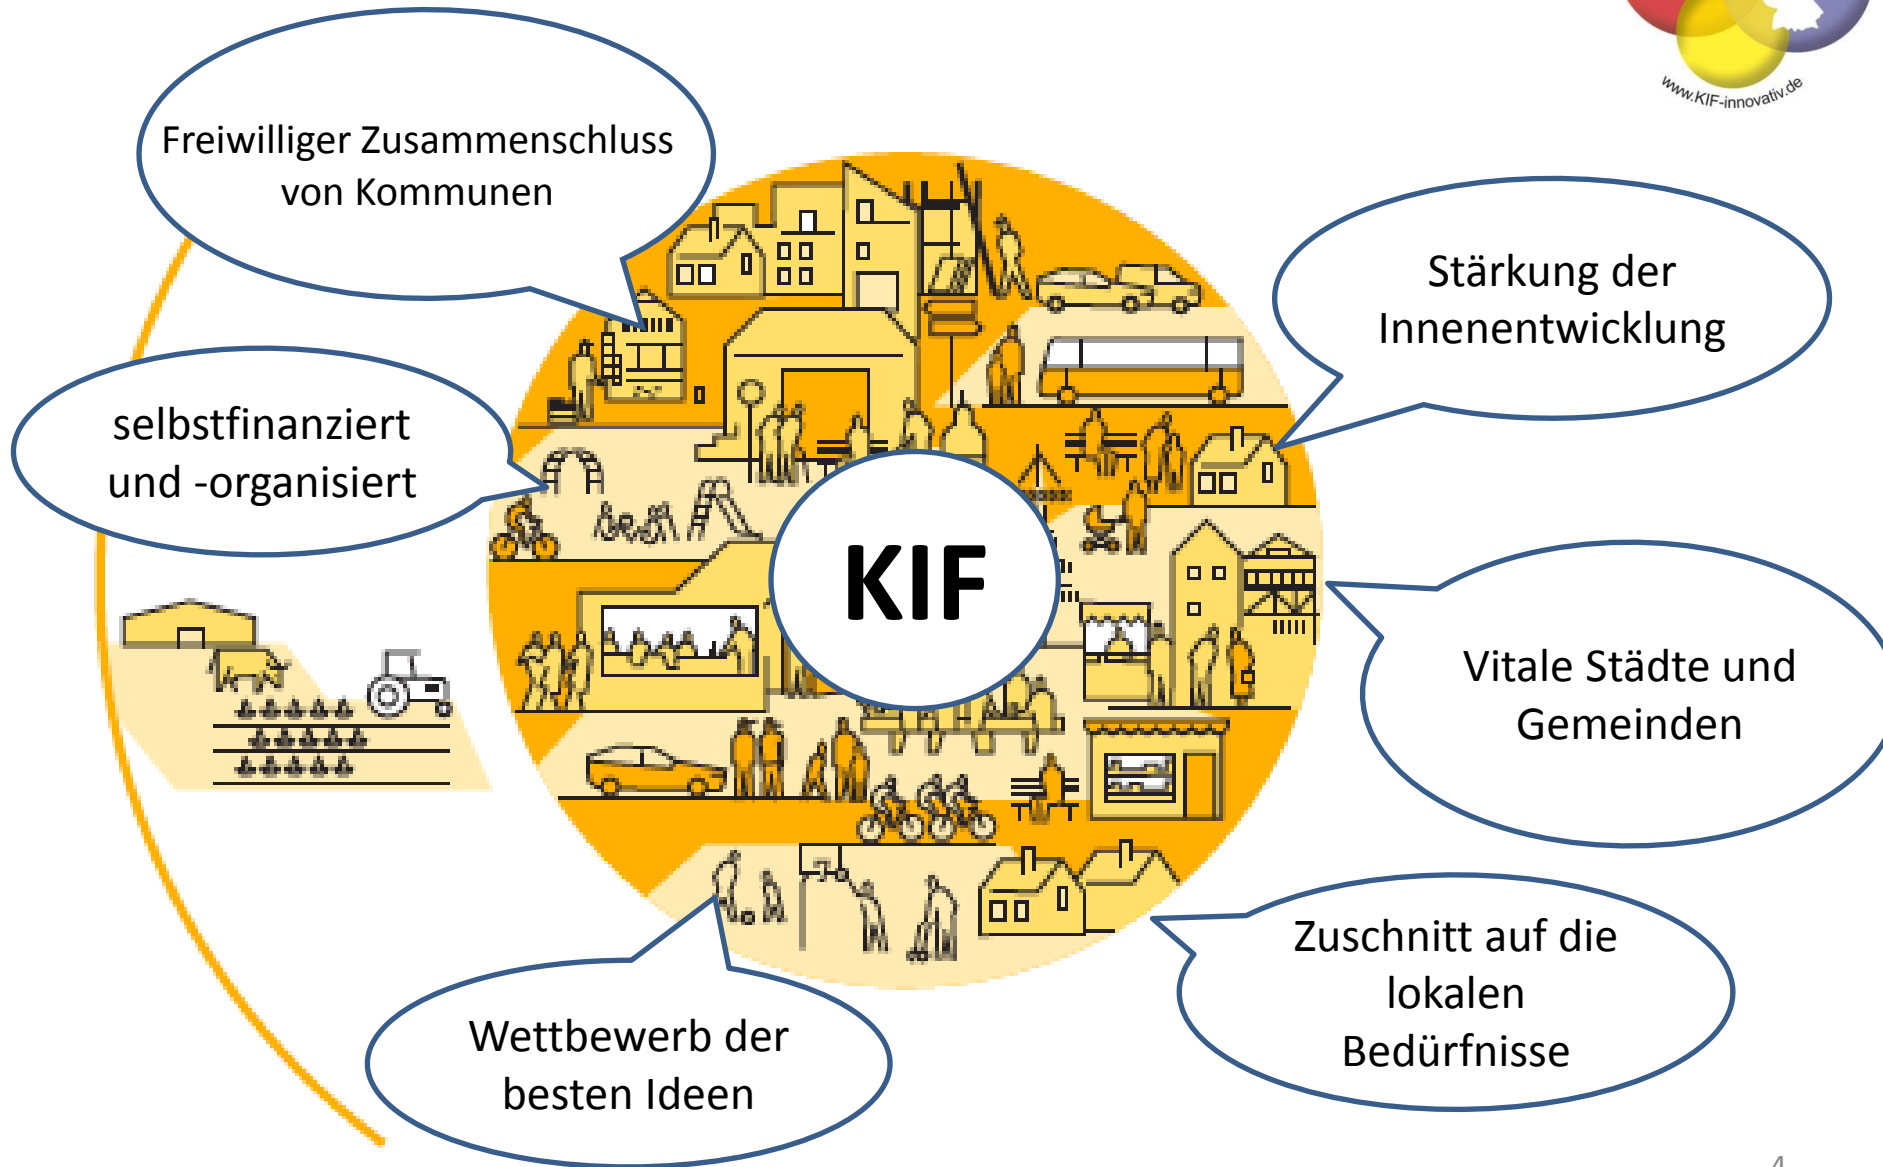 www.KIF-innovativ.de
Freiwilliger Zusammenschluss
von Kommunen
Stärkung der
Innenentwicklung
selbstfinanziert
und -organisiert
KIF
Vitale Städte und
Gemeinden
Zuschnitt auf die
lokalen
Bedürfnisse
Wettbewerb der
besten Ideen
4